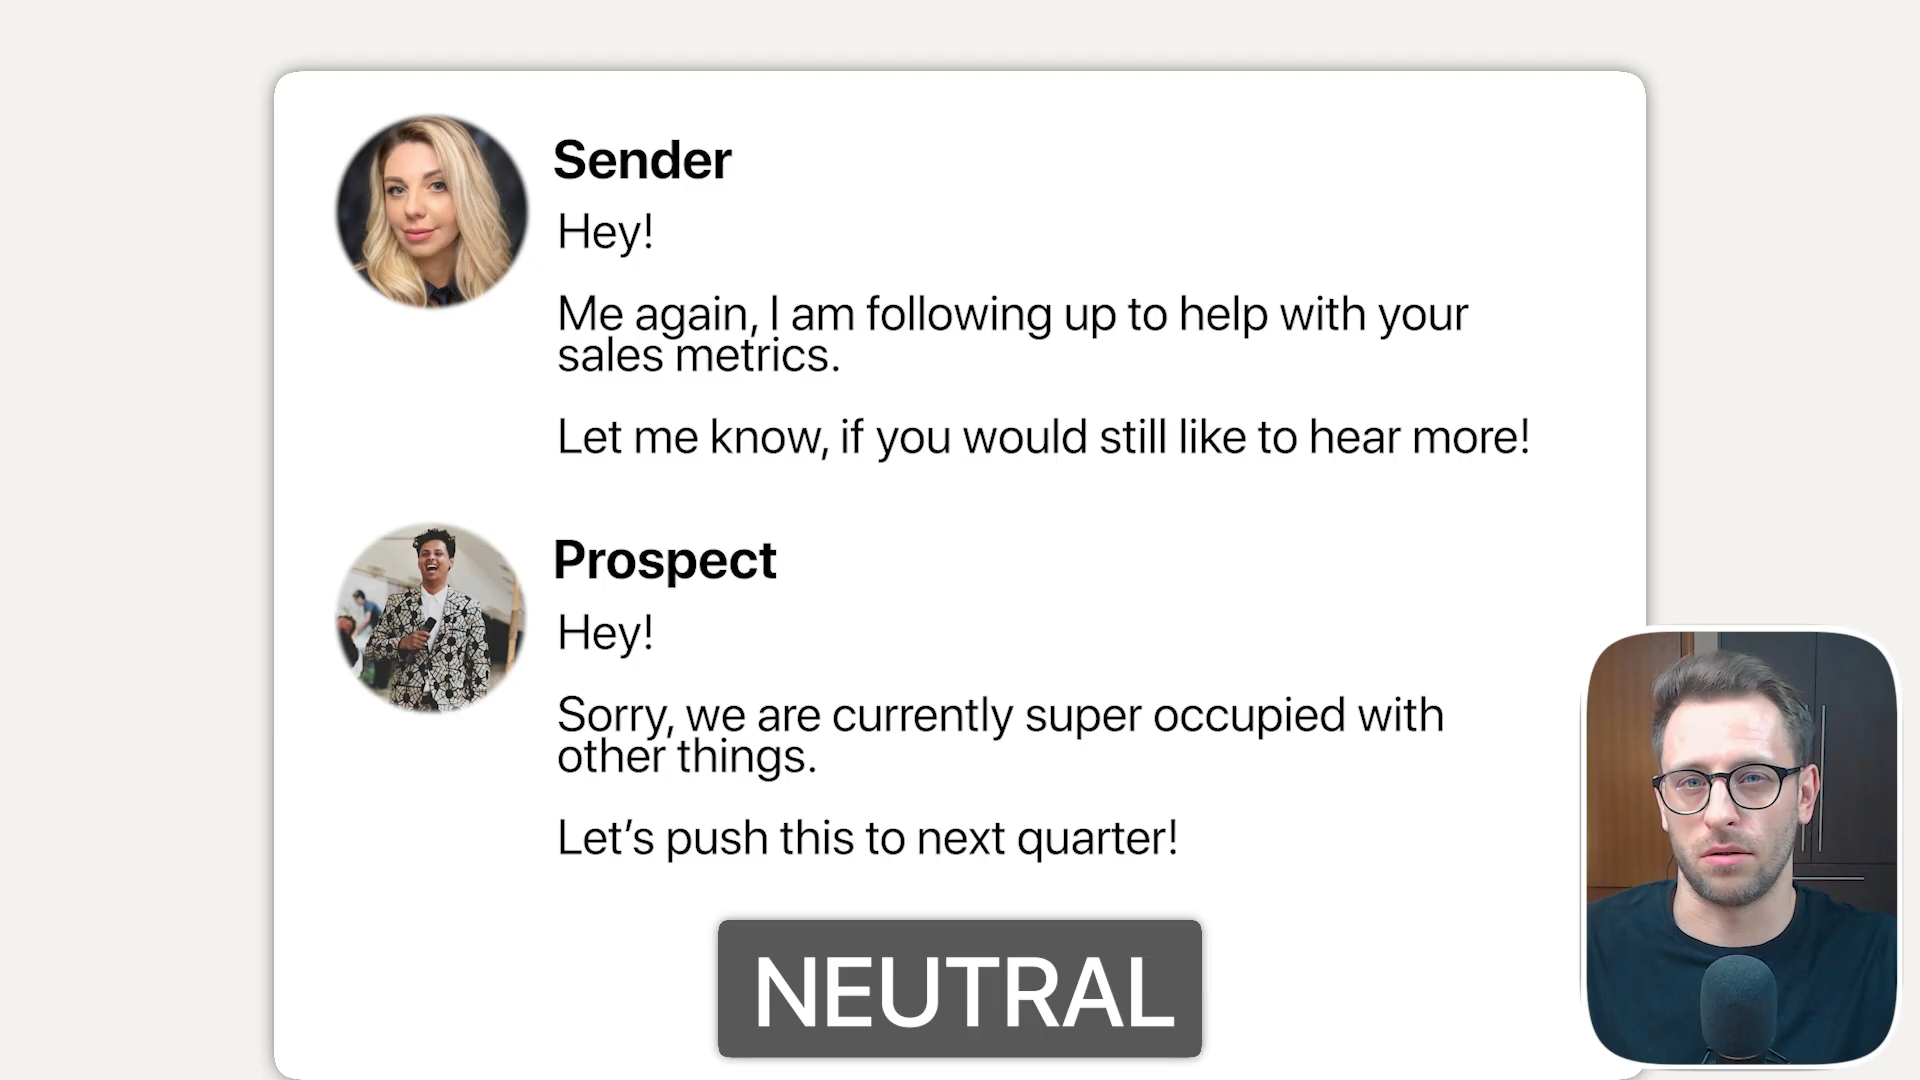 Sender
Hey!
Me again, I am following up to help with your
sales metrics.
Let me know, if you would still like to hear more!
Prospect
Hey!
Sorry, we are currently super occupied with
other things.
Let’s push this to next quarter!
NEUTRAL